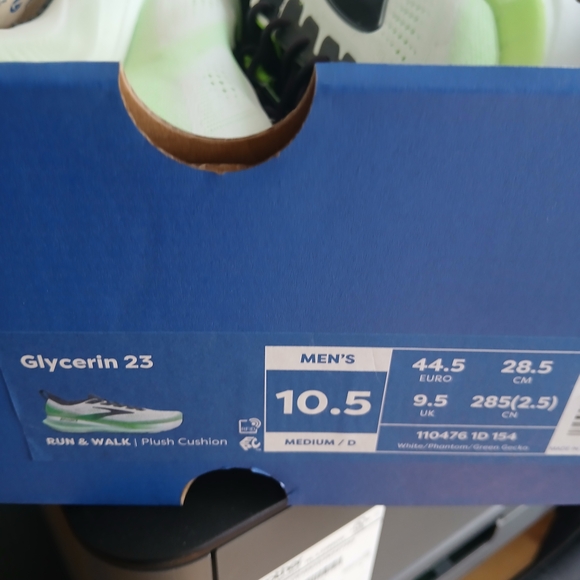 Glycerin 23
RUN & WALK | Plush Cushion
MEN'S
10.5
MEDIUM / D
44.5 28.5
EURO CM
9.5 285(2.5)
UK CN
110476 1D 154
White/Phantom/Green Gecko